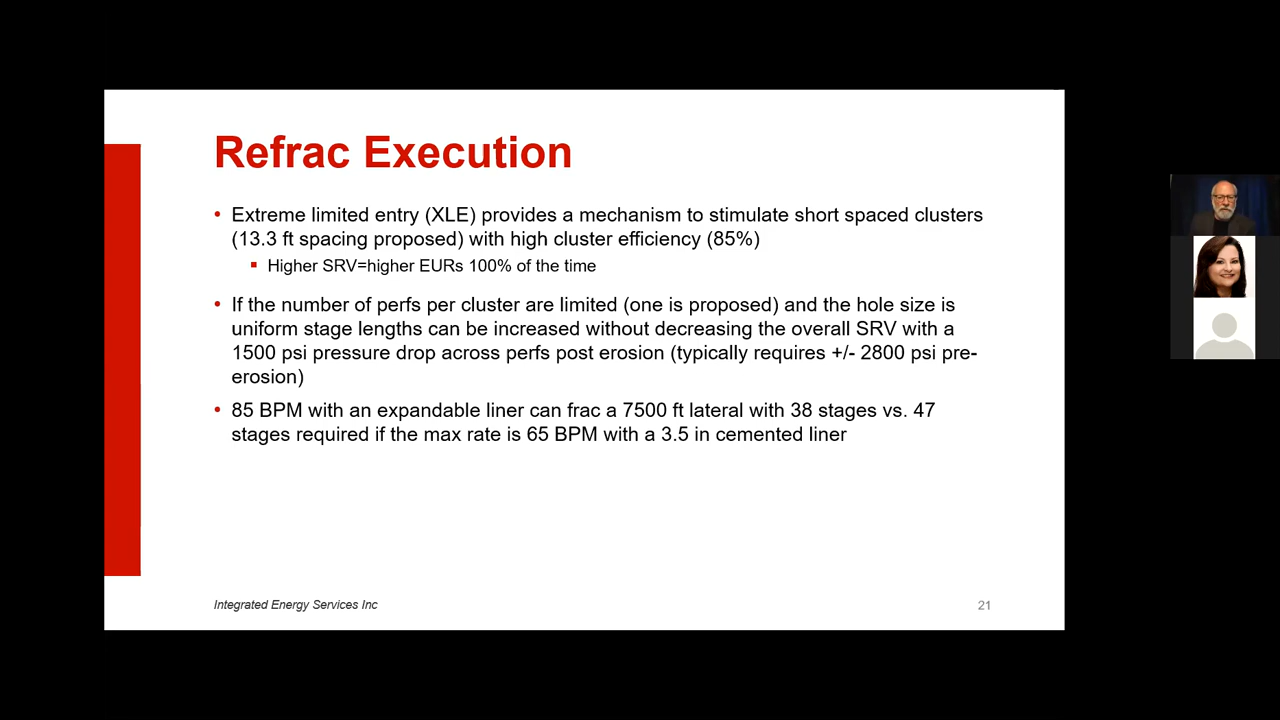 Refrac Execution
• Extreme limited entry (XLE) provides a mechanism to stimulate short spaced clusters
(13.3 ft spacing proposed) with high cluster efficiency (85%)
▪ Higher SRV=higher EURs 100% of the time
• If the number of perfs per cluster are limited (one is proposed) and the hole size is
uniform stage lengths can be increased without decreasing the overall SRV with a
1500 psi pressure drop across perfs post erosion (typically requires +/- 2800 psi pre-
erosion)
• 85 BPM with an expandable liner can frac a 7500 ft lateral with 38 stages vs. 47
stages required if the max rate is 65 BPM with a 3.5 in cemented liner
Integrated Energy Services Inc
21